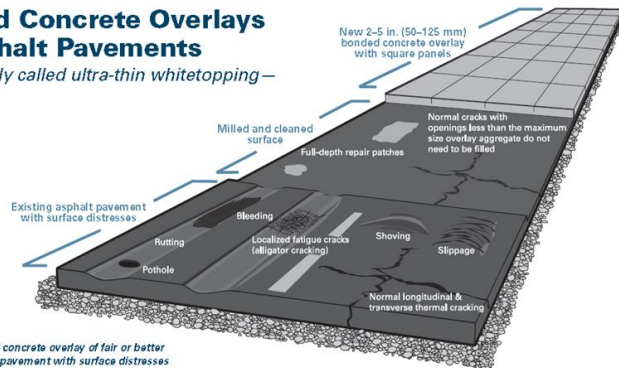 d Concrete Overlays
halt Pavements
ly called ultra-thin whitetopping—
New 2–5 in. (50–125 mm)
bonded concrete overlay
with square panels
Milled and cleaned
surface
Normal cracks with
openings less than the maximum
size overlay aggregate do not
need to be filled
Full-depth repair patches
Existing asphalt pavement
with surface distresses
Bleeding
Rutting
Localized fatigue cracks
(alligator cracking)
Shoving
Slippage
Pothole
Normal longitudinal &
transverse thermal cracking
concrete overlay of fair or better
pavement with surface distresses